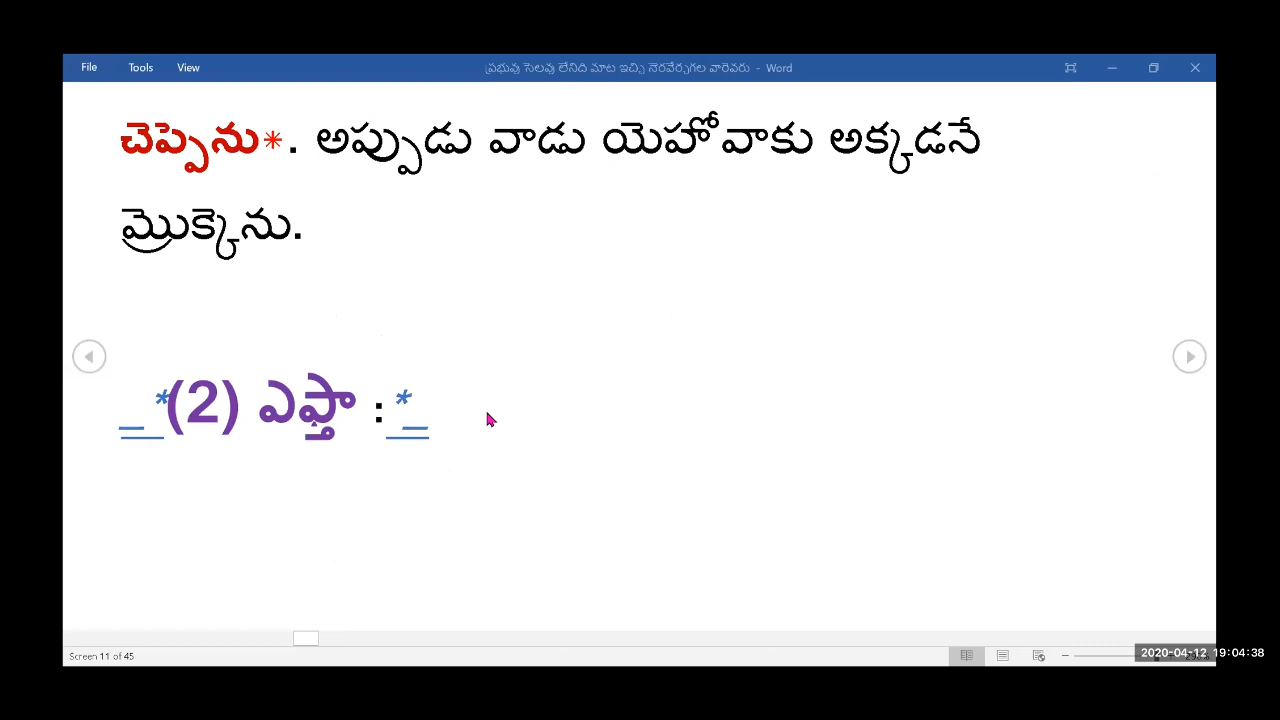 File Tools View ప్రభువు సెలవు లేనిది మాట ఇచ్చి నెరవేర్చగల వారెవరు - Word
చెప్పెను*. అప్పుడు వాడు యెహోవాకు అక్కడనే
మ్రొక్కెను.
_*(2) ఎఫ్తా :*_
Screen 11 of 45
2020-04-12 19:04:38